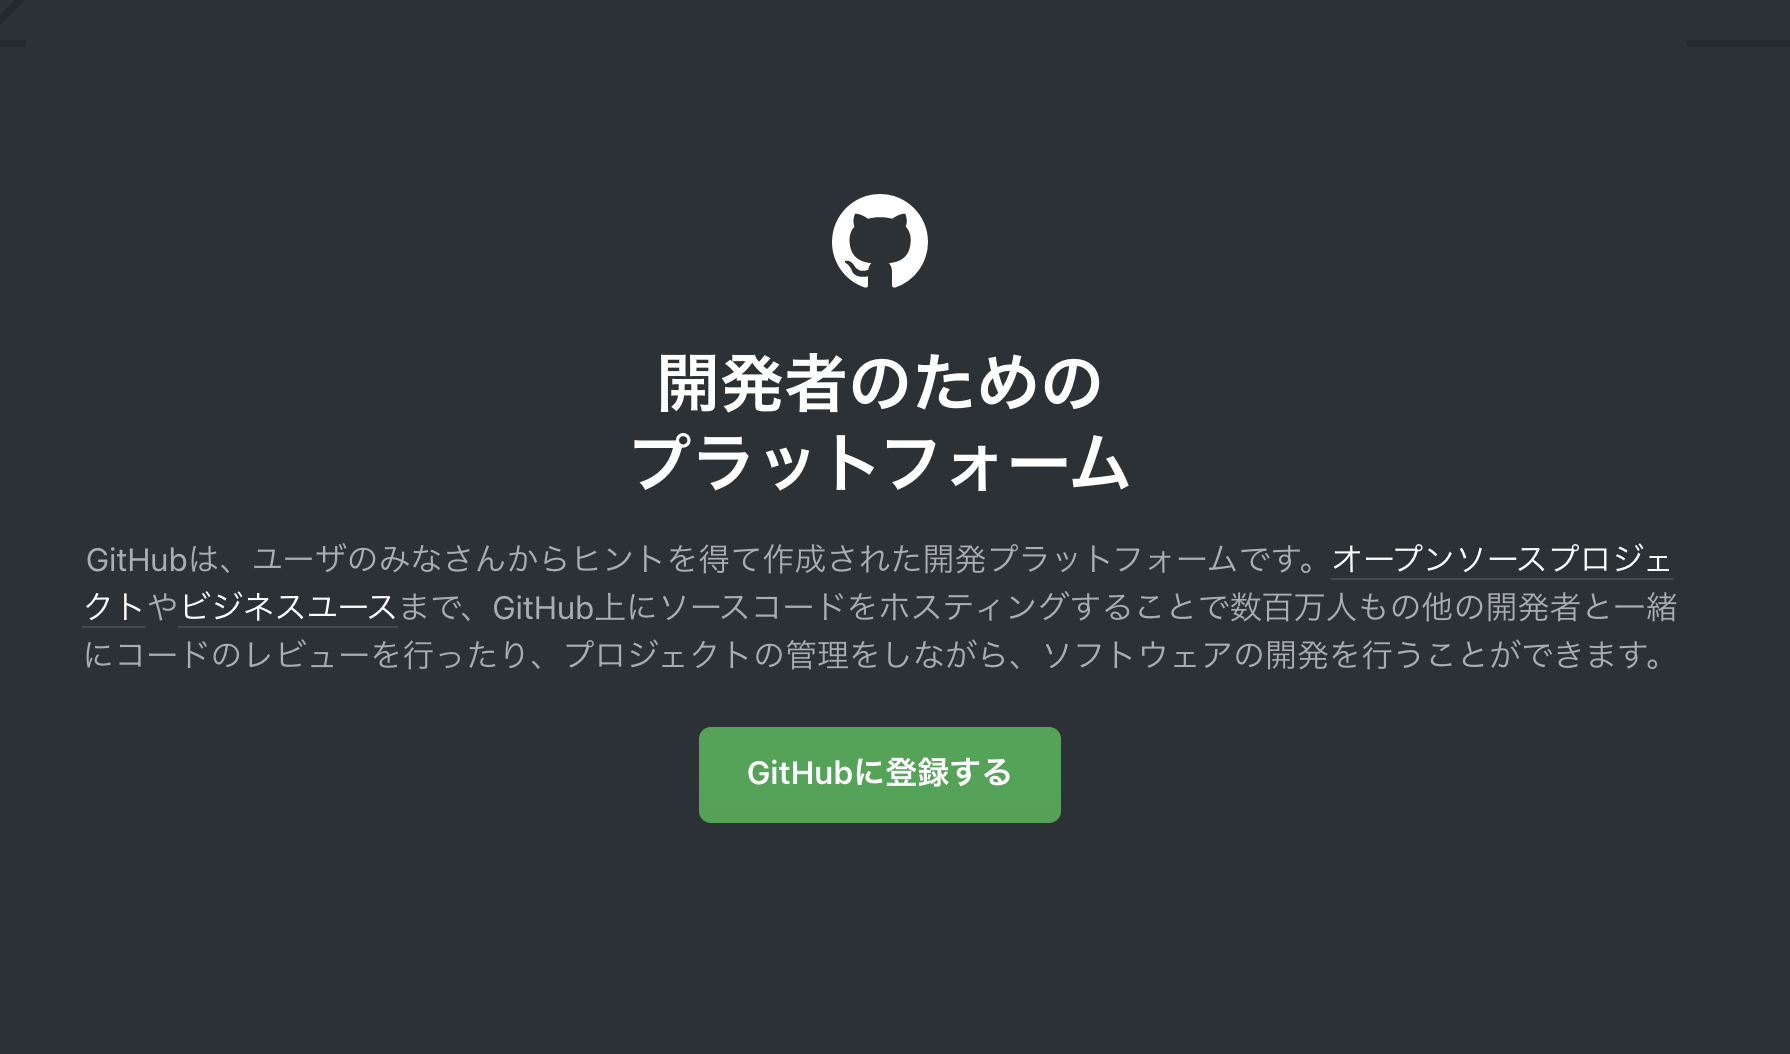 開発者のための
プラットフォーム
GitHubは、ユーザのみなさんからヒントを得て作成された開発プラットフォームです。オープンソースプロジェ
クトやビジネスユースまで、GitHub上にソースコードをホスティングすることで数百万人もの他の開発者と一緒
にコードのレビューを行ったり、プロジェクトの管理をしながら、ソフトウェアの開発を行うことができます。
GitHubに登録する